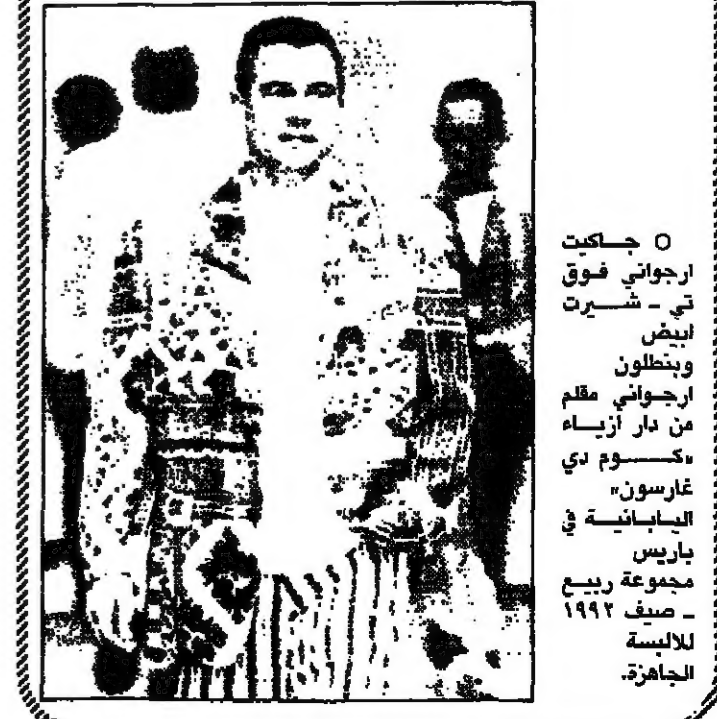 ○ جاكيت
ارجواني فوق
تي - شيرت
ابيض
وبنطلون
ارجواني مقلم
من دار ازياء
«كوم دي
غارسون»
اليابانية في
باريس
مجموعة ربيع
- صيف ١٩٩٢
للالبسة
الجاهزة.